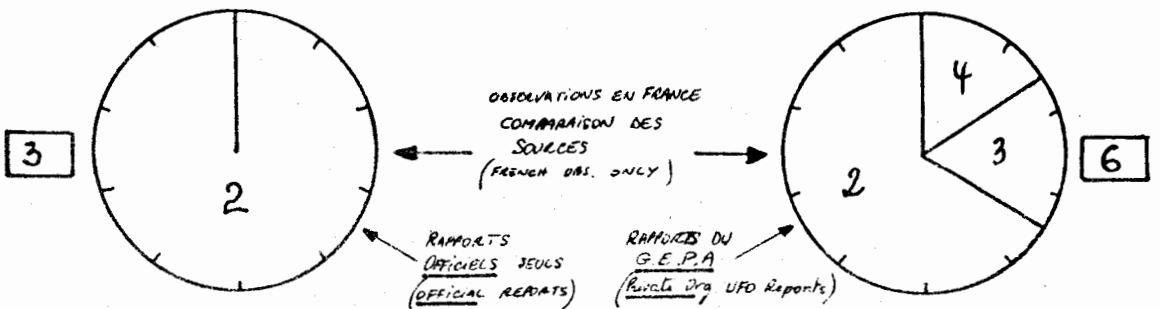 OBSERVATIONS EN FRANCE
COMPARAISON DES
SOURCES
(FRENCH OBS. ONLY)
3
2
4
3
2
6
RAPPORTS
OFFICIELS SEULS
(OFFICIAL REPORTS)
RAPPORTS DU
G.E.P.A
(Private Org UFO Reports)